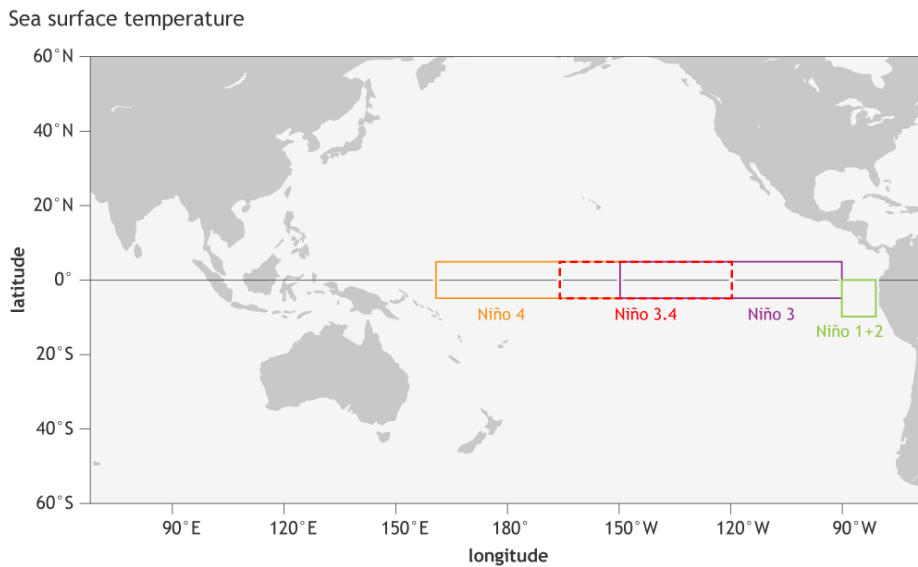 Sea surface temperature
60°N
40°N
20°N
0°
20°S
40°S
60°S
latitude
Niño 4
Niño 3.4
Niño 3
Niño 1+2
90°E
120°E
150°E
180°
150°W
120°W
90°W
longitude